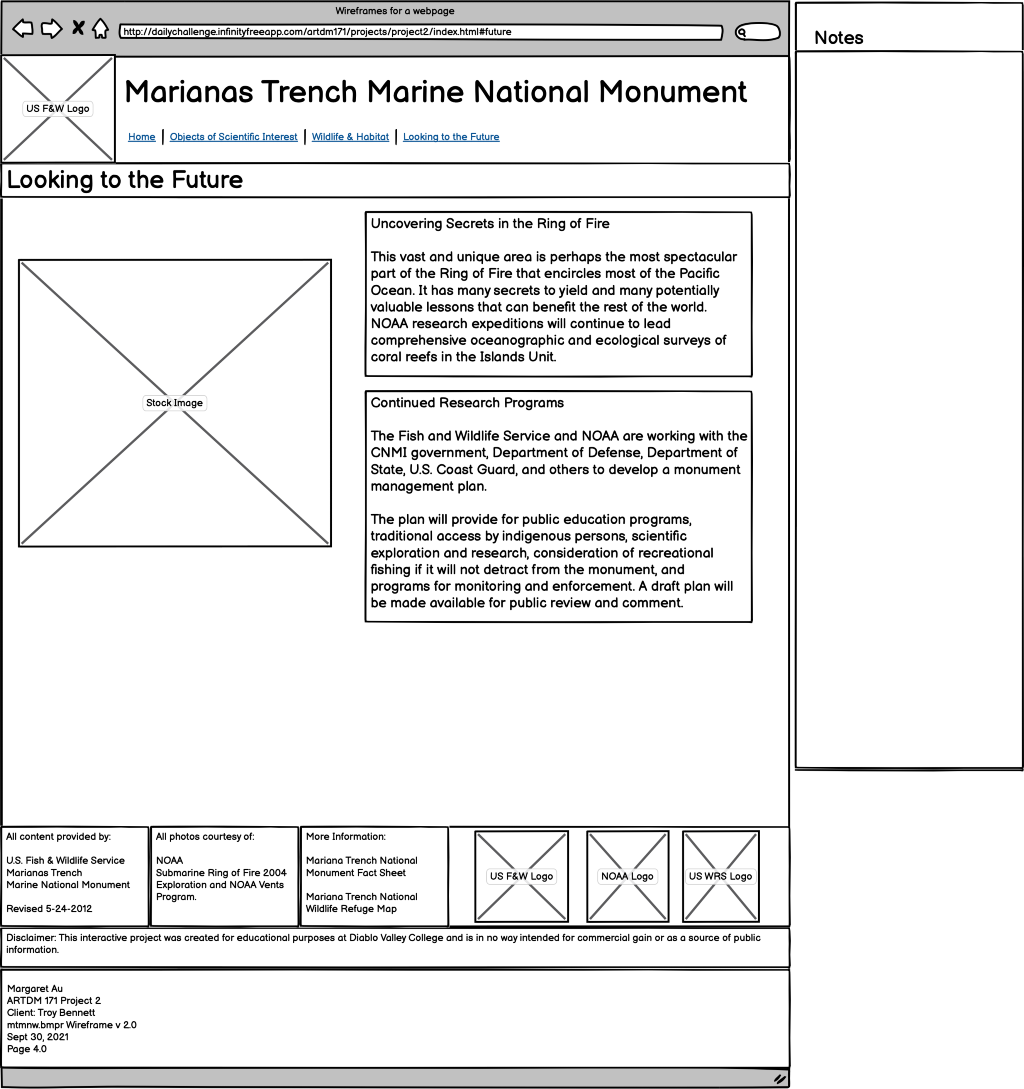 Wireframes for a webpage
http://dailychallenge.infinityfreeapp.com/artdm171/projects/project2/index.html#future
Notes
US F&W Logo
Marianas Trench Marine National Monument
Home | Objects of Scientific Interest | Wildlife & Habitat | Looking to the Future
Looking to the Future
Stock Image
Uncovering Secrets in the Ring of Fire
This vast and unique area is perhaps the most spectacular
part of the Ring of Fire that encircles most of the Pacific
Ocean. It has many secrets to yield and many potentially
valuable lessons that can benefit the rest of the world.
NOAA research expeditions will continue to lead
comprehensive oceanographic and ecological surveys of
coral reefs in the Islands Unit.
Continued Research Programs
The Fish and Wildlife Service and NOAA are working with the
CNMI government, Department of Defense, Department of
State, U.S. Coast Guard, and others to develop a monument
management plan.
The plan will provide for public education programs,
traditional access by indigenous persons, scientific
exploration and research, consideration of recreational
fishing if it will not detract from the monument, and
programs for monitoring and enforcement. A draft plan will
be made available for public review and comment.
All content provided by:
U.S. Fish & Wildlife Service
Marianas Trench
Marine National Monument
Revised 5-24-2012
All photos courtesy of:
NOAA
Submarine Ring of Fire 2004
Exploration and NOAA Vents
Program.
More Information:
Mariana Trench National
Monument Fact Sheet
Mariana Trench National
Wildlife Refuge Map
US F&W Logo
NOAA Logo
US WRS Logo
Disclaimer: This interactive project was created for educational purposes at Diablo Valley College and is in no way intended for commercial gain or as a source of public
information.
Margaret Au
ARTDM 171 Project 2
Client: Troy Bennett
mtmnw.bmpr Wireframe v 2.0
Sept 30, 2021
Page 4.0